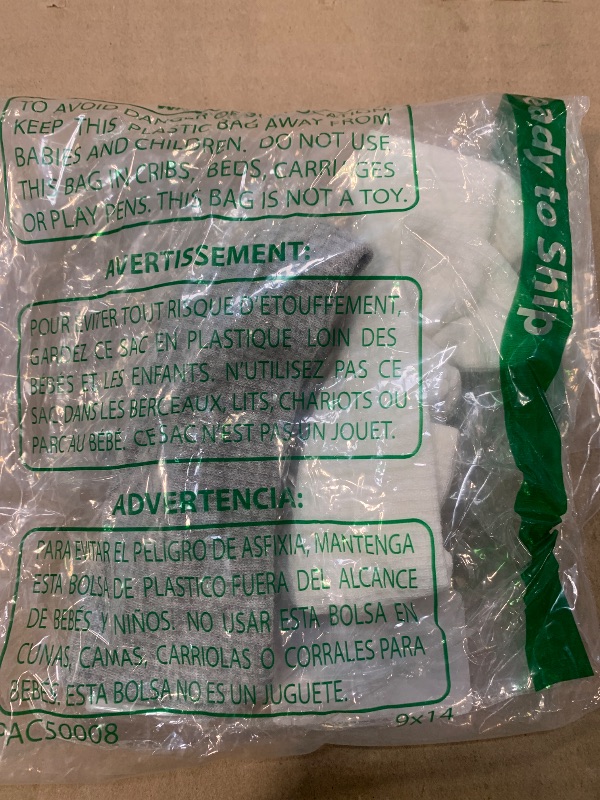 TO AVOID DANGER OF
KEEP THIS PLASTIC BAG AWAY FROM
BABIES AND CHILDREN. DO NOT USE
THIS BAG IN CRIBS, BEDS, CARRIAGES
OR PLAY PENS. THIS BAG IS NOT A TOY.
AVERTISSEMENT:
POUR EVITER TOUT RISQUE D'ETOUFFEMENT,
GARDEZ CE SAC EN PLASTIQUE LOIN DES
BEBES ET LES ENFANTS. N'UTILISEZ PAS CE
SAC DANS LES BERCEAUX, LITS, CHARIOTS OU
PARC AU BÉBÉ. CE SAC N'EST PAS UN JOUET.
ADVERTENCIA:
PARA EVITAR EL PELIGRO DE ASFIXIA, MANTENGA
ESTA BOLSA DE PLASTICO FUERA DEL ALCANCE
DE BEBES Y NIÑOS. NO USAR ESTA BOLSA EN
CUNAS, CAMAS, CARRIOLAS O CORRALES PARA
BEBES. ESTA BOLSA NO ES UN JUGUETE.
PAC50008
9x14
eady to Ship